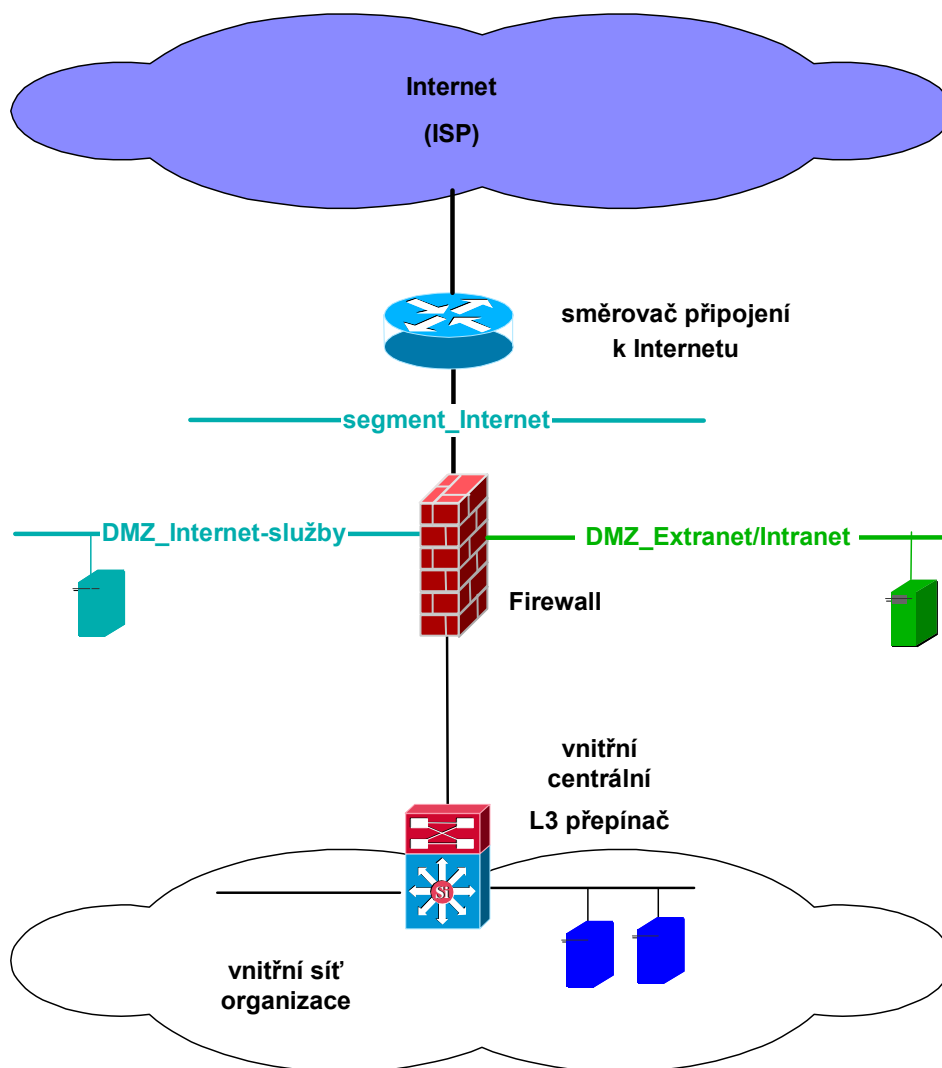 Internet
(ISP)
směrovač připojení
k Internetu
segment_Internet
DMZ_Internet-služby
DMZ_Extranet/Intranet
Firewall
vnitřní
centrální
L3 přepínač
Si
vnitřní síť
organizace